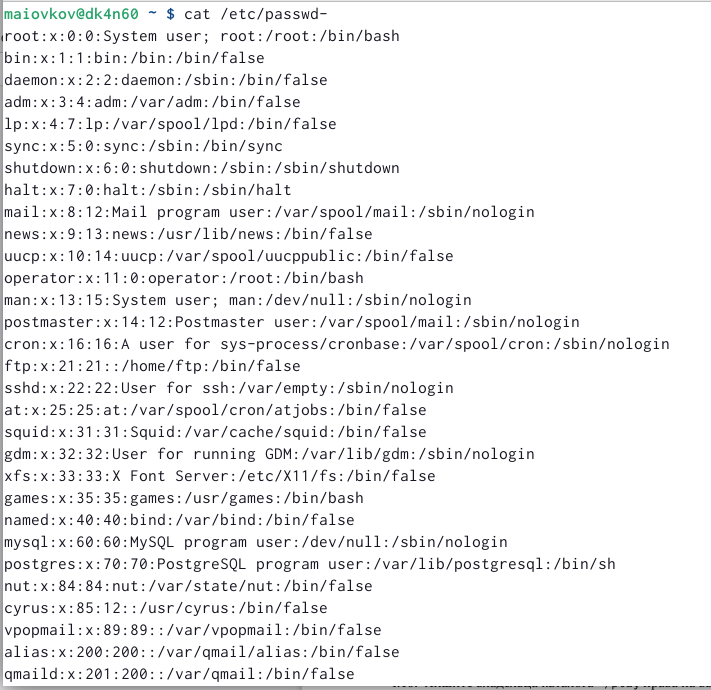 maiovkov@dk4n60 ~ $ cat /etc/passwd-
root:x:0:0:System user; root:/root:/bin/bash
bin:x:1:1:bin:/bin:/bin/false
daemon:x:2:2:daemon:/sbin:/bin/false
adm:x:3:4:adm:/var/adm:/bin/false
lp:x:4:7:lp:/var/spool/lpd:/bin/false
sync:x:5:0:sync:/sbin:/bin/sync
shutdown:x:6:0:shutdown:/sbin:/sbin/shutdown
halt:x:7:0:halt:/sbin:/sbin/halt
mail:x:8:12:Mail program user:/var/spool/mail:/sbin/nologin
news:x:9:13:news:/usr/lib/news:/bin/false
uucp:x:10:14:uucp:/var/spool/uucppublic:/bin/false
operator:x:11:0:operator:/root:/bin/bash
man:x:13:15:System user; man:/dev/null:/sbin/nologin
postmaster:x:14:12:Postmaster user:/var/spool/mail:/sbin/nologin
cron:x:16:16:A user for sys-process/cronbase:/var/spool/cron:/sbin/nologin
ftp:x:21:21::/home/ftp:/bin/false
sshd:x:22:22:User for ssh:/var/empty:/sbin/nologin
at:x:25:25:at:/var/spool/cron/atjobs:/bin/false
squid:x:31:31:Squid:/var/cache/squid:/bin/false
gdm:x:32:32:User for running GDM:/var/lib/gdm:/sbin/nologin
xfs:x:33:33:X Font Server:/etc/X11/fs:/bin/false
games:x:35:35:games:/usr/games:/bin/bash
named:x:40:40:bind:/var/bind:/bin/false
mysql:x:60:60:MySQL program user:/dev/null:/sbin/nologin
postgres:x:70:70:PostgreSQL program user:/var/lib/postgresql:/bin/sh
nut:x:84:84:nut:/var/state/nut:/bin/false
cyrus:x:85:12::/usr/cyrus:/bin/false
vpopmail:x:89:89::/var/vpopmail:/bin/false
alias:x:200:200::/var/qmail/alias:/bin/false
qmaild:x:201:200::/var/qmail:/bin/false